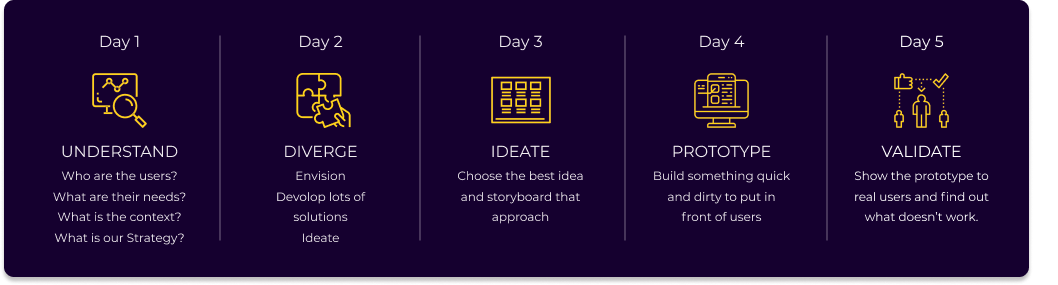 Day 1
UNDERSTAND
Who are the users?
What are their needs?
What is the context?
What is our Strategy?
Day 2
DIVERGE
Envision
Devolop lots of
solutions
Ideate
Day 3
IDEATE
Choose the best idea
and storyboard that
approach
Day 4
PROTOTYPE
Build something quick
and dirty to put in
front of users
Day 5
VALIDATE
Show the prototype to
real users and find out
what doesn't work.